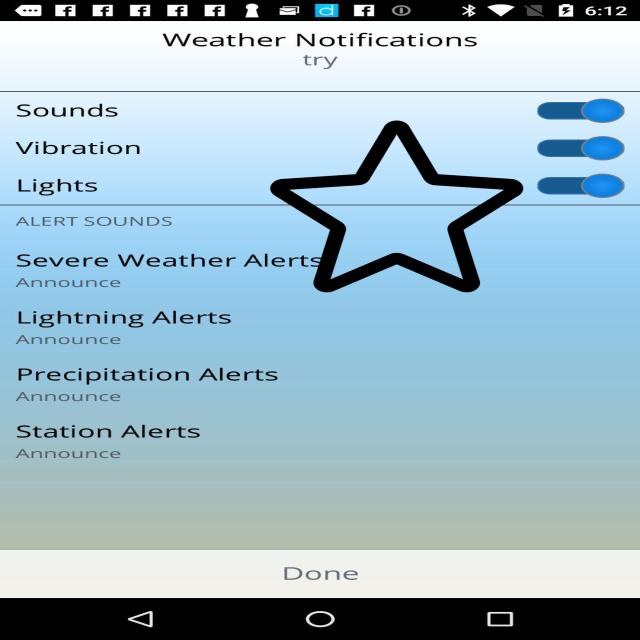 6:12
Weather Notifications
try
Sounds
Vibration
Lights
ALERT SOUNDS
Severe Weather Alerts
Announce
Lightning Alerts
Announce
Precipitation Alerts
Announce
Station Alerts
Announce
Done